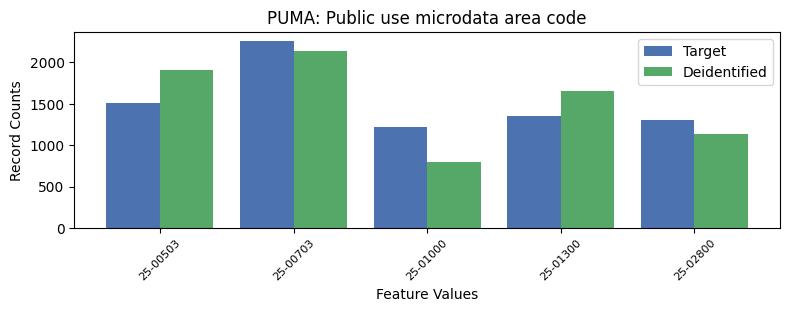 PUMA: Public use microdata area code
Target
Deidentified
Record Counts
2000
1500
1000
500
0
25-00503
25-00703
25-01000
25-01300
25-02800
Feature Values